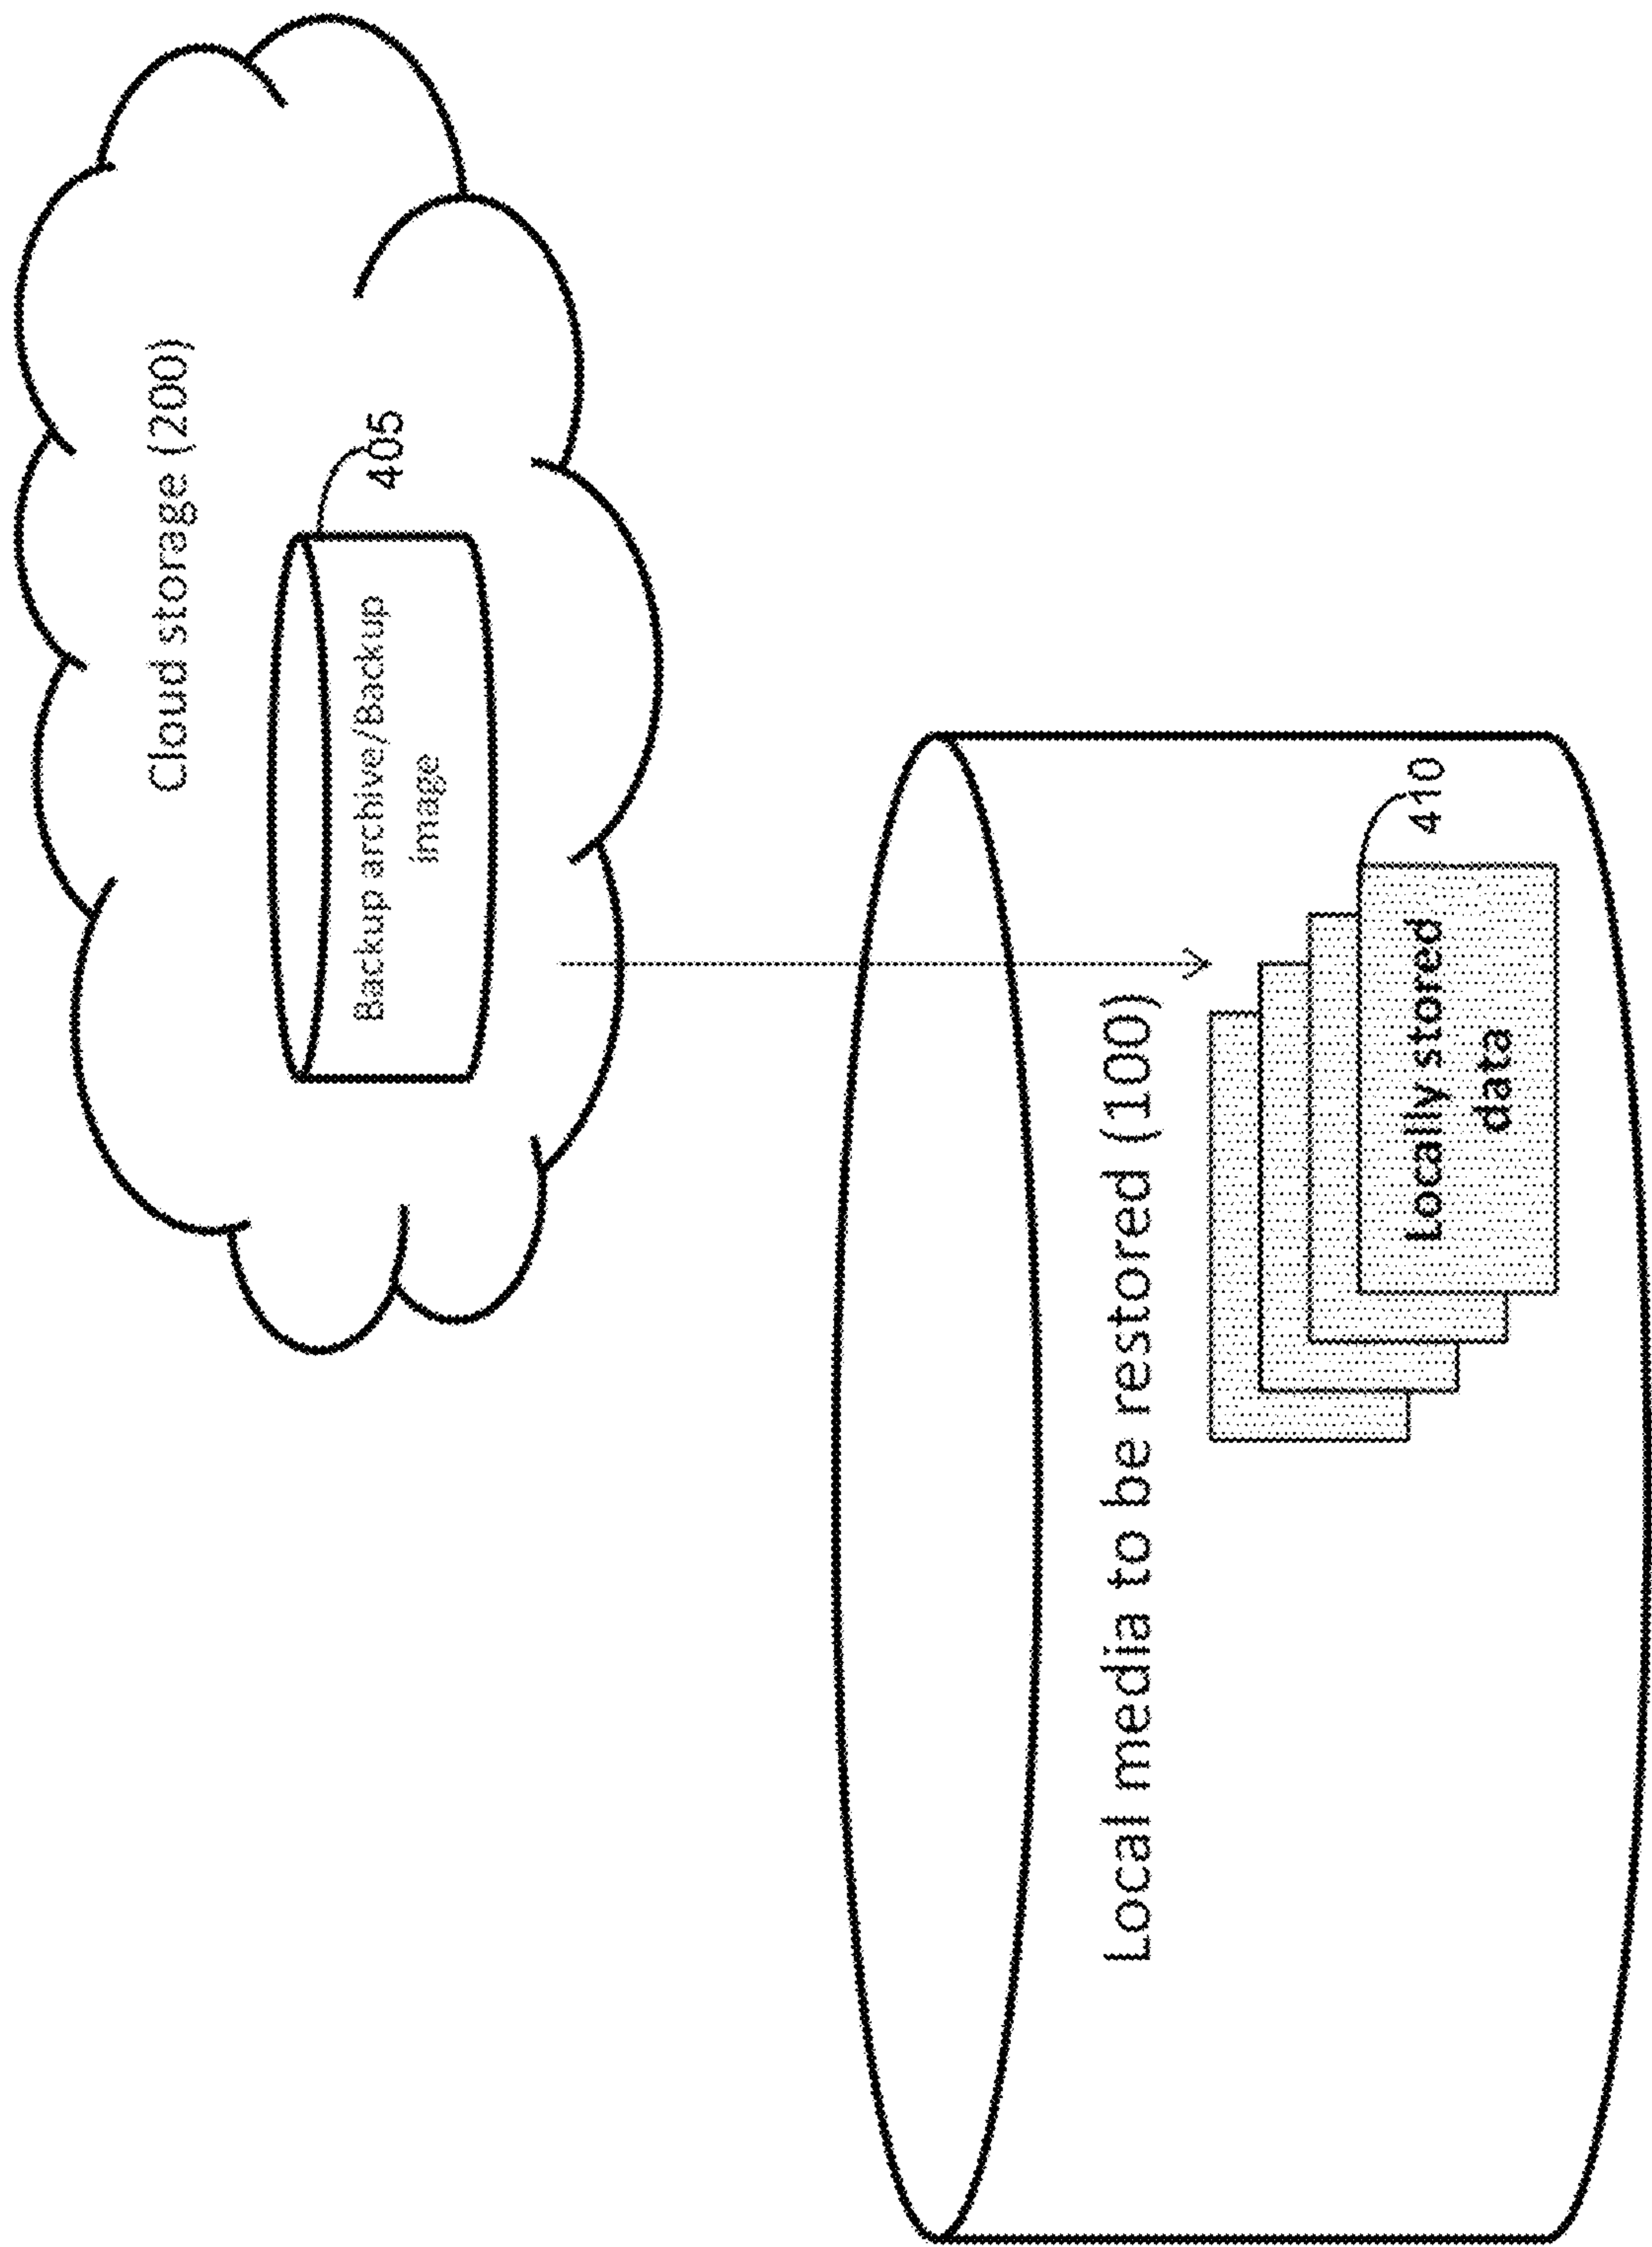 Cloud storage (200)
405
Backup archive/Backup
image
Local media to be restored (100)
410
Locally stored
data